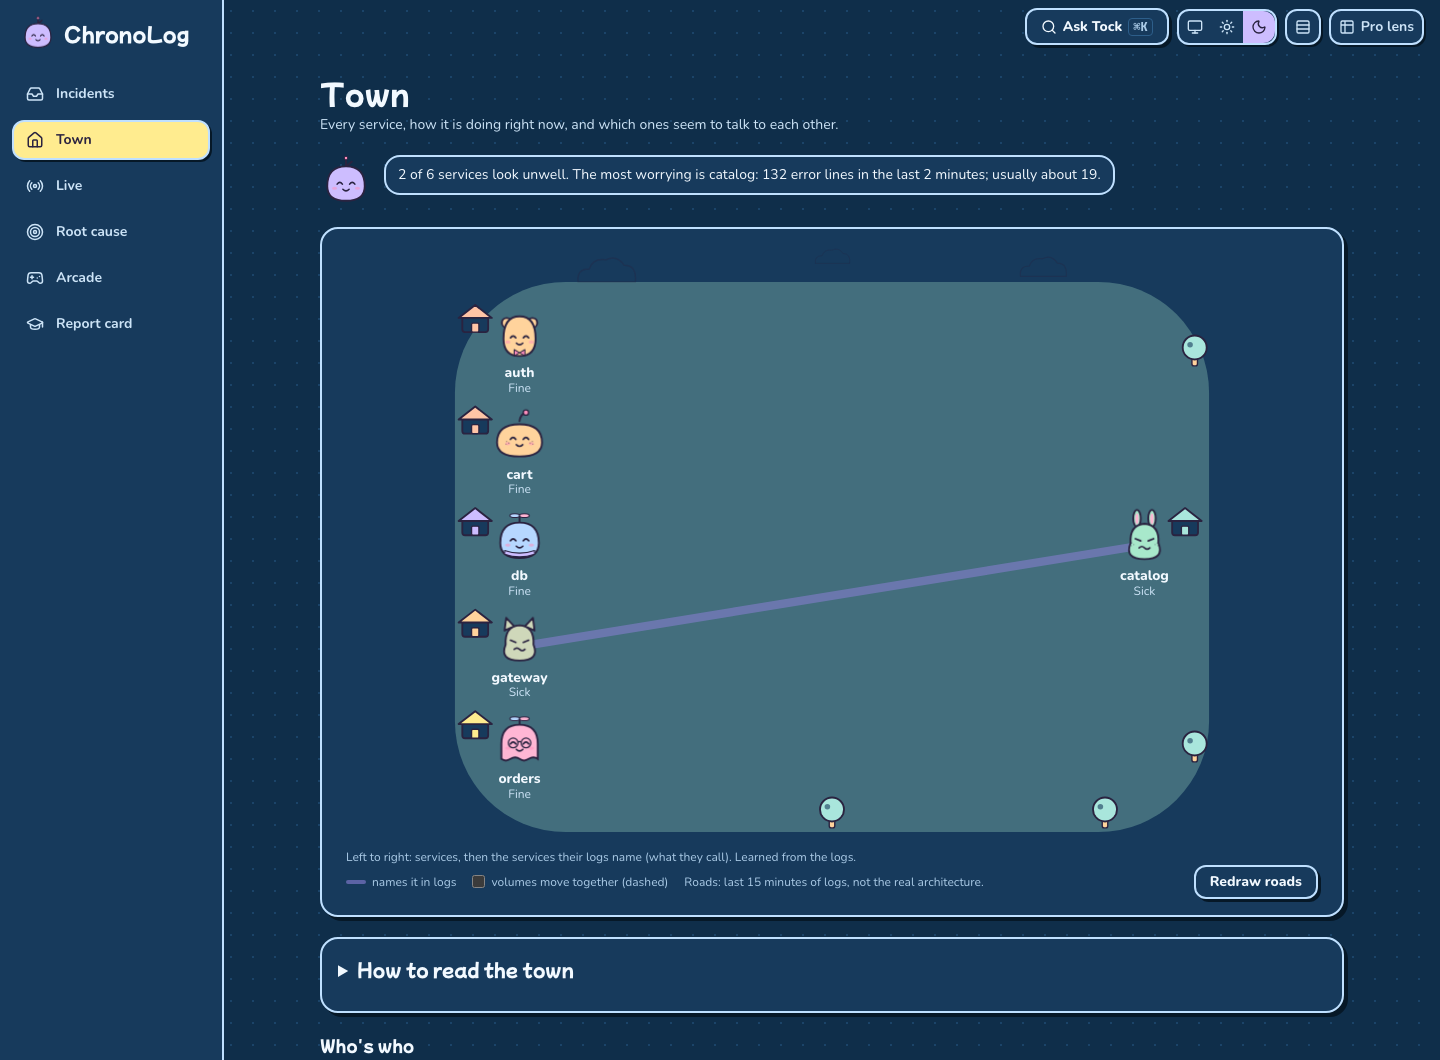 ChronoLog
Ask Tock ⌘K
Pro lens
Incidents
Town
Live
Root cause
Arcade
Report card
Town
Every service, how it is doing right now, and which ones seem to talk to each other.
2 of 6 services look unwell. The most worrying is catalog: 132 error lines in the last 2 minutes; usually about 19.
auth
Fine
cart
Fine
db
Fine
catalog
Sick
gateway
Sick
orders
Fine
Left to right: services, then the services their logs name (what they call). Learned from the logs.
names it in logs
volumes move together (dashed)
Roads: last 15 minutes of logs, not the real architecture.
Redraw roads
How to read the town
Who's who